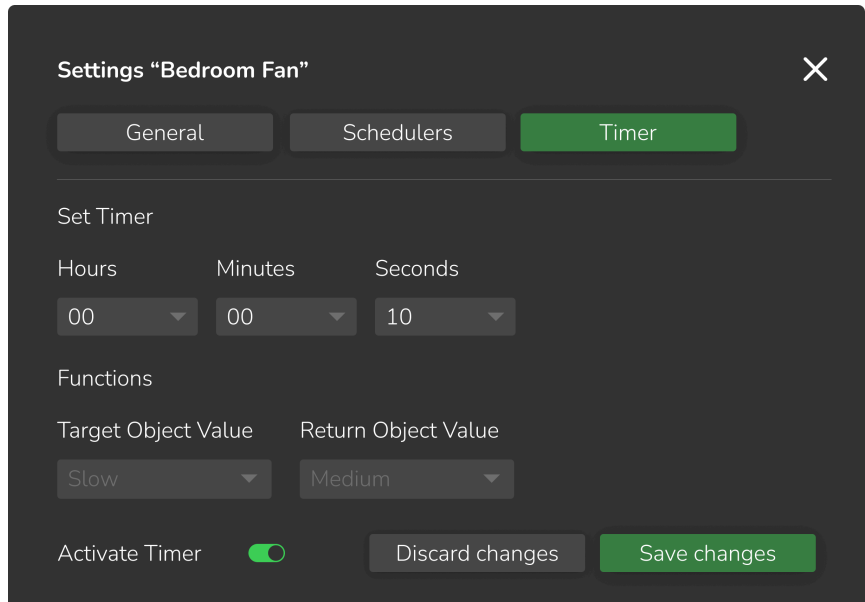 Settings “Bedroom Fan”
General Schedulers Timer
Set Timer
Hours Minutes Seconds
00 00 10
Functions
Target Object Value Return Object Value
Slow Medium
Activate Timer Discard changes Save changes